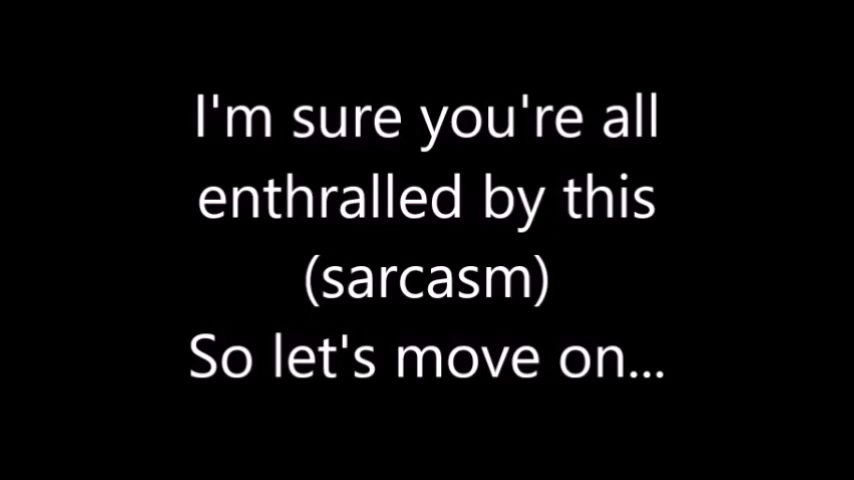 I'm sure you're all
enthralled by this
(sarcasm)
So let's move on...